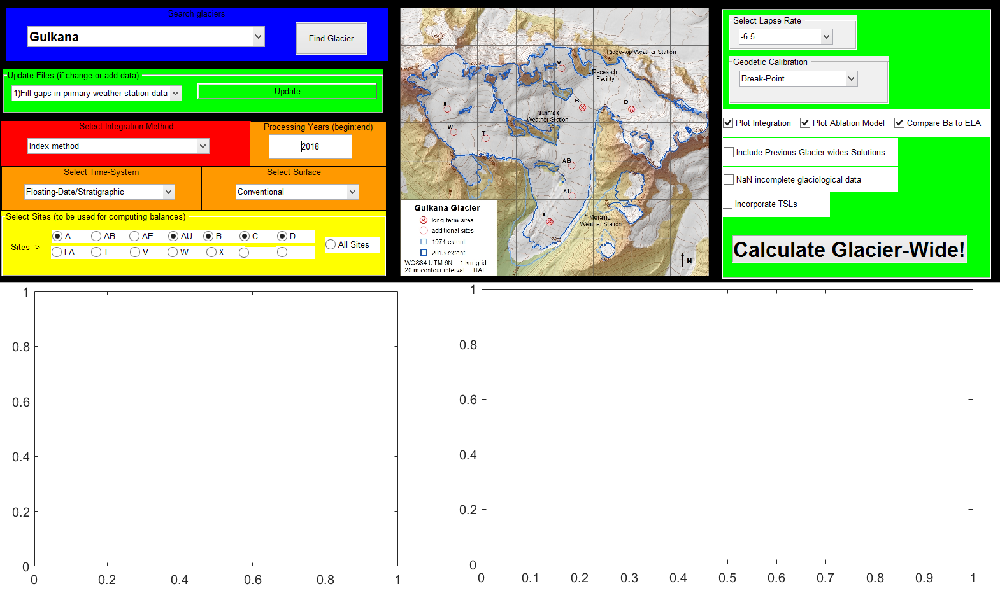 Search glaciers
Gulkana
Find Glacier
Update Files (if change or add data)
1)Fill gaps in primary weather station data
Update
Select Integration Method
Index method
Processing Years (begin:end)
2018
Select Time-System
Floating-Date/Stratigraphic
Select Surface
Conventional
Select Sites (to be used for computing balances)
Sites ->
A AB AE AU B C D
LA T V W X
All Sites
Ridge-top Weather Station
V
Research
Facility
B
D
X
Nunatak
Weather Station
W
T
AB
AU
A
Moraine
Weather Station
Gulkana Glacier
long-term sites
additional sites
1974 extent
2013 extent
WGS84 UTM 6N 1 km grid
20 m contour interval
N
Select Lapse Rate
-6.5
Geodetic Calibration
Break-Point
Plot Integration
Plot Ablation Model
Compare Ba to ELA
Include Previous Glacier-wides Solutions
NaN incomplete glaciological data
Incorporate TSLs
Calculate Glacier-Wide!
1
0.8
0.6
0.4
0.2
0
0 0.2 0.4 0.6 0.8 1
1
0.8
0.6
0.4
0.2
0
0 0.1 0.2 0.3 0.4 0.5 0.6 0.7 0.8 0.9 1